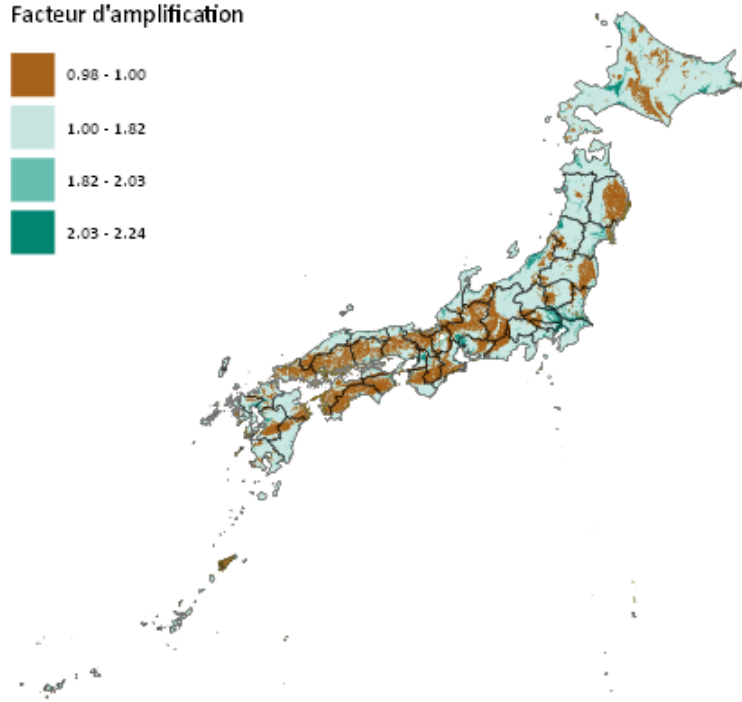 Facteur d'amplification
0.98 - 1.00
1.00 - 1.82
1.82 - 2.03
2.03 - 2.24